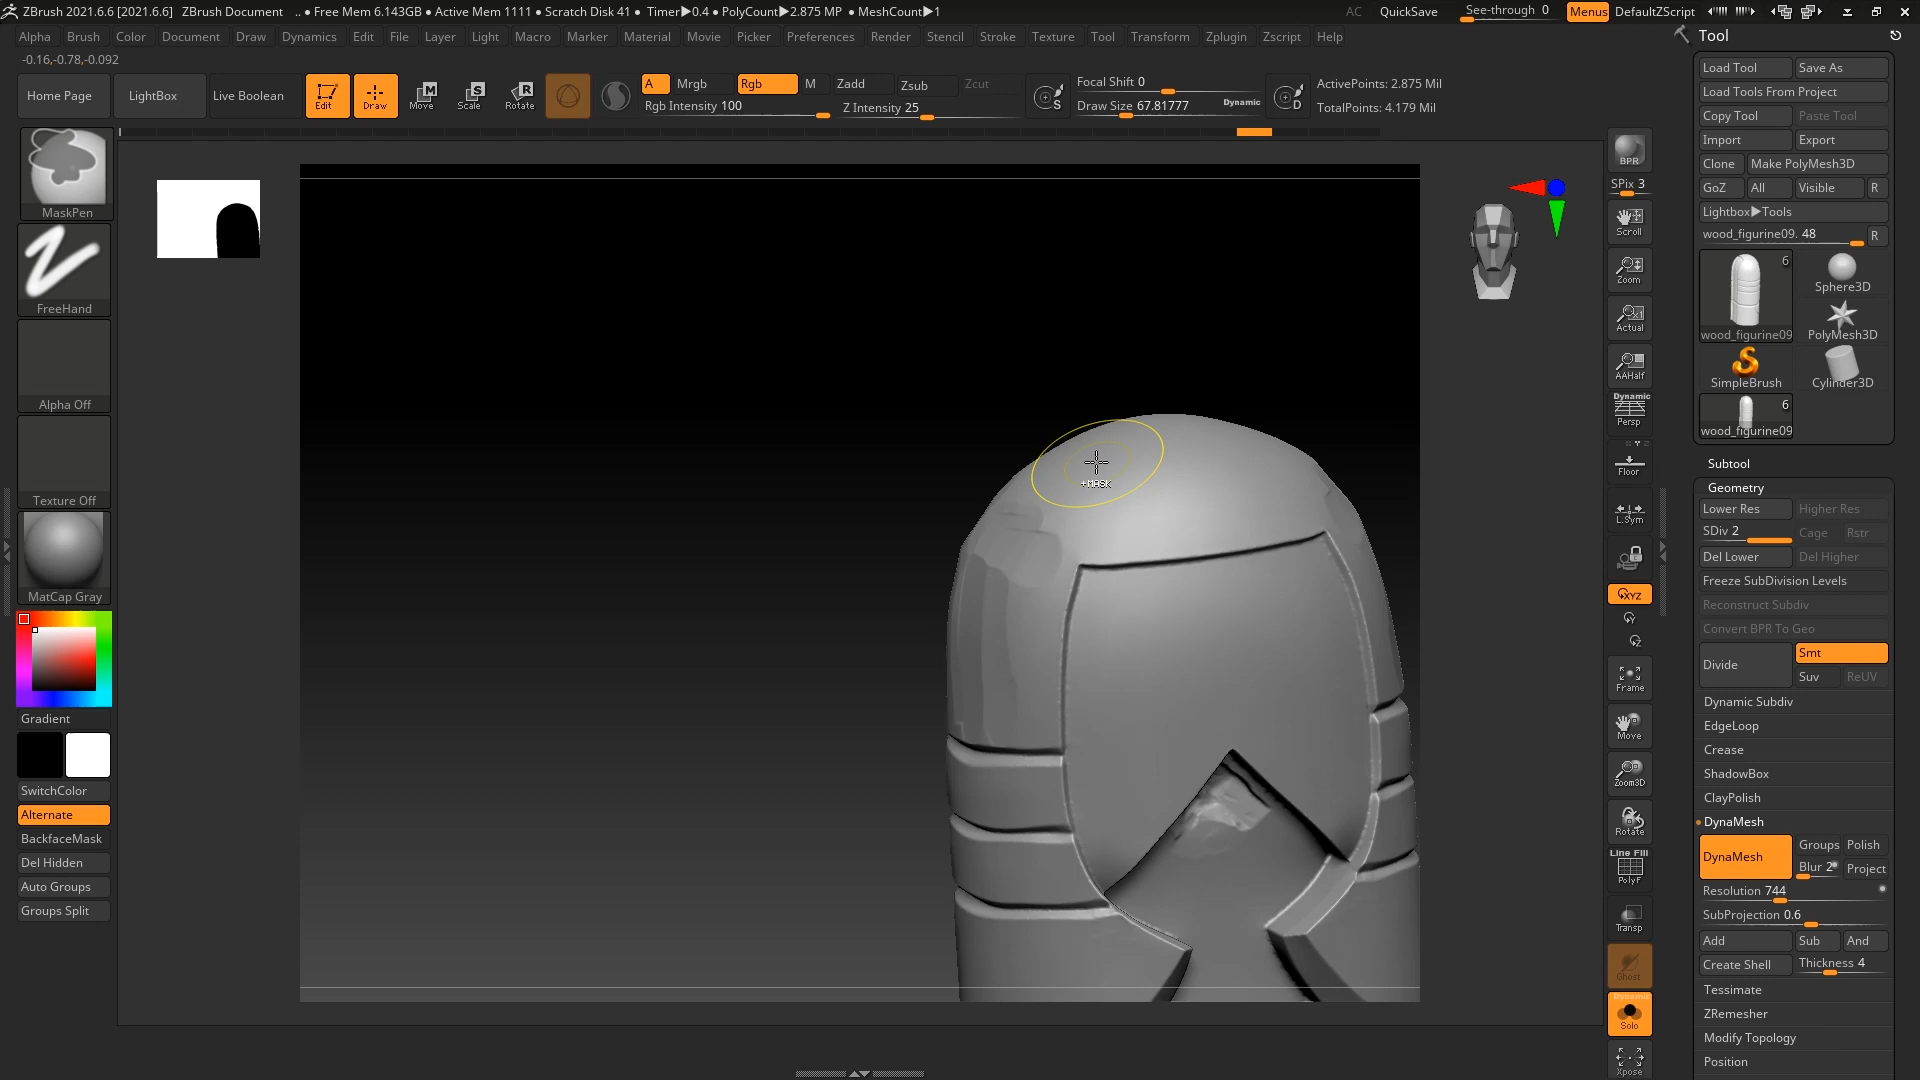 ZBrush 2021.6.6 [2021.6.6] ZBrush Document .. ● Free Mem 6.143GB ● Active Mem 1111 ● Scratch Disk 41 ● Timer▶0.4 ● PolyCount▶2.875 MP ● MeshCount▶1 AC QuickSave See-through 0 Menus DefaultZScript
Alpha Brush Color Document Draw Dynamics Edit File Layer Light Macro Marker Material Movie Picker Preferences Render Stencil Stroke Texture Tool Transform Zplugin Zscript Help
-0.16,-0.78,-0.092
Home Page LightBox Live Boolean Edit Draw Move Scale Rotate
M S R
A Mrgb Rgb M Zadd Zsub Zcut
Rgb Intensity 100 Z Intensity 25
S Focal Shift 0
Draw Size 67.81777 Dynamic
D ActivePoints: 2.875 Mil
TotalPoints: 4.179 Mil
MaskPen
FreeHand
Alpha Off
Texture Off
MatCap Gray
Gradient
SwitchColor
Alternate
BackfaceMask
Del Hidden
Auto Groups
Groups Split
+MASK
BPR
SPix 3
Scroll
Zoom
Actual
AAHalf
Dynamic
Persp
Floor
L.Sym
XYZ
Y
Z
Frame
Move
Zoom3D
Rotate
Line Fill
PolyF
Transp
Ghost
Dynamic
Solo
Xpose
Tool
Load Tool Save As
Load Tools From Project
Copy Tool Paste Tool
Import Export
Clone Make PolyMesh3D
GoZ All Visible R
Lightbox▶Tools
wood_figurine09. 48 R
6
wood_figurine09
Sphere3D
PolyMesh3D
SimpleBrush
Cylinder3D
6
wood_figurine09
Subtool
Geometry
Lower Res Higher Res
SDiv 2 Cage Rstr
Del Lower Del Higher
Freeze SubDivision Levels
Reconstruct Subdiv
Convert BPR To Geo
Divide Smt
Suv ReUV
Dynamic Subdiv
EdgeLoop
Crease
ShadowBox
ClayPolish
DynaMesh
DynaMesh Groups Polish
Blur 2 Project
Resolution 744
SubProjection 0.6
Add Sub And
Create Shell Thickness 4
Tessimate
ZRemesher
Modify Topology
Position